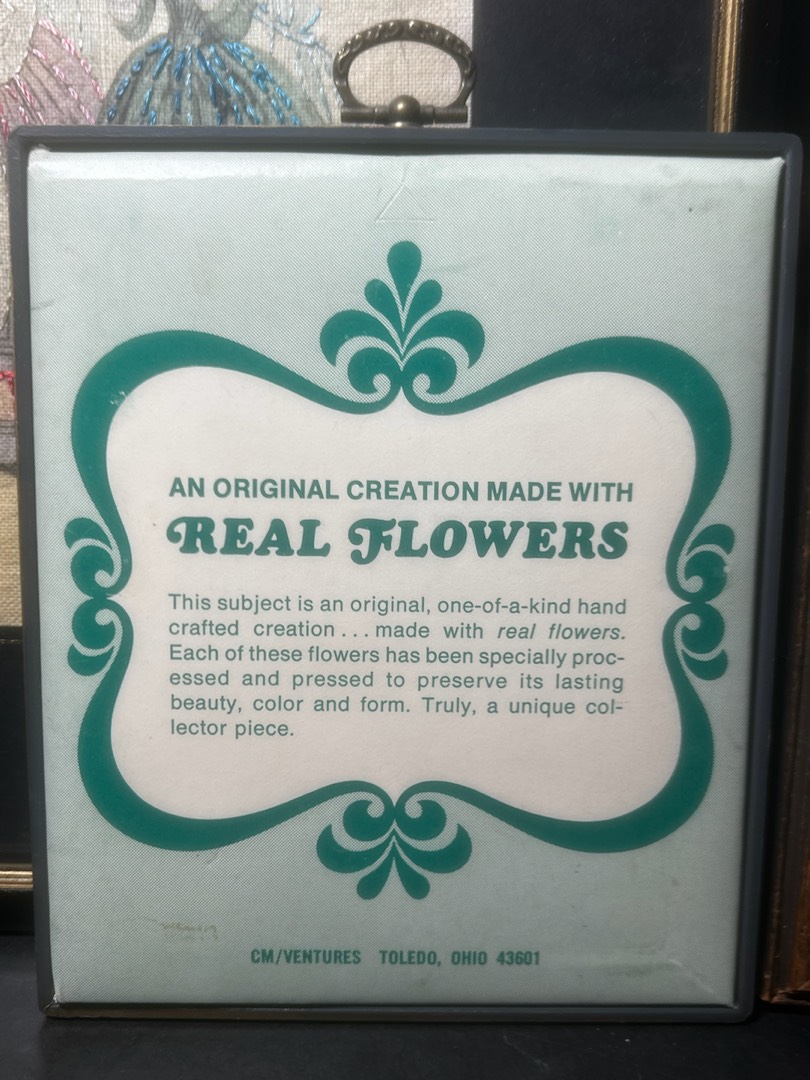 AN ORIGINAL CREATION MADE WITH
REAL FLOWERS
This subject is an original, one-of-a-kind hand
crafted creation... made with real flowers.
Each of these flowers has been specially proc-
essed and pressed to preserve its lasting
beauty, color and form. Truly, a unique col-
lector piece.
CM/VENTURES TOLEDO, OHIO 43601